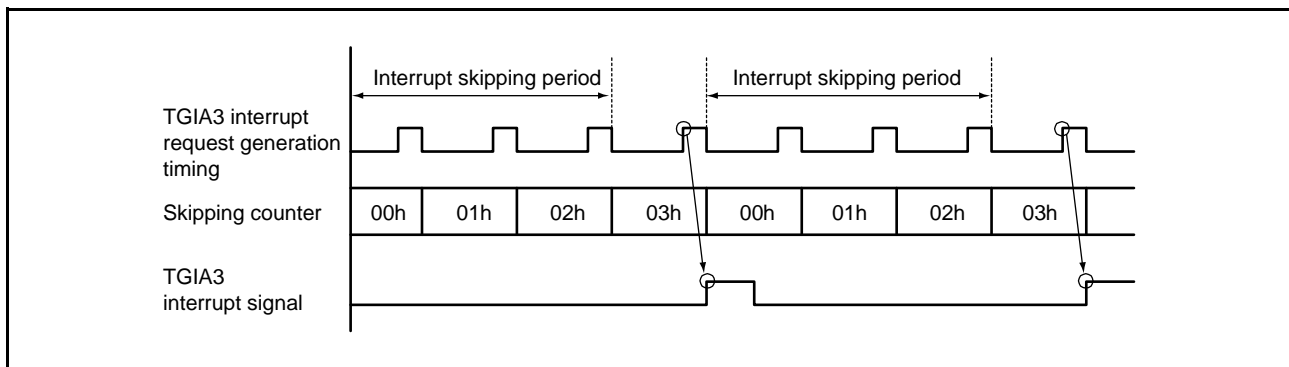 Interrupt skipping period Interrupt skipping period
TGIA3 interrupt
request generation
timing
Skipping counter 00h 01h 02h 03h 00h 01h 02h 03h
TGIA3
interrupt signal